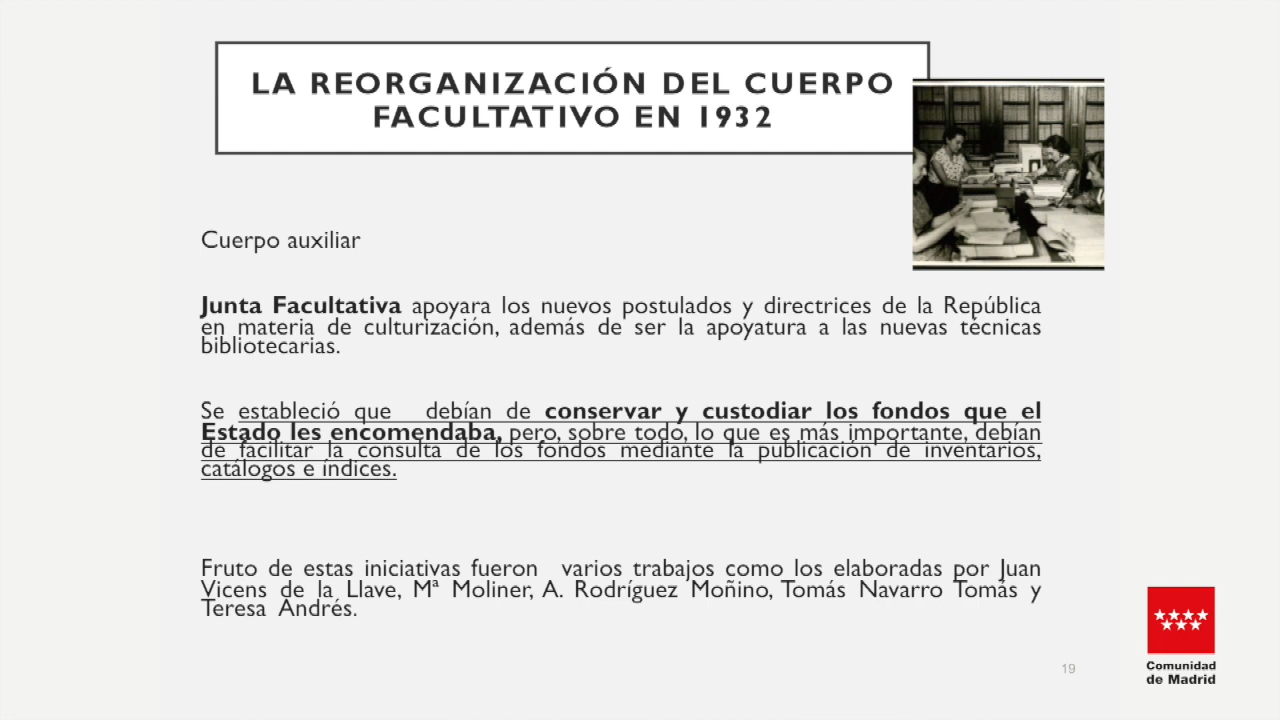 LA REORGANIZACIÓN DEL CUERPO
FACULTATIVO EN 1932
Cuerpo auxiliar
Junta Facultativa apoyara los nuevos postulados y directrices de la República
en materia de culturización, además de ser la apoyatura a las nuevas técnicas
bibliotecarias.
Se estableció que debían de conservar y custodiar los fondos que el
Estado les encomendaba, pero, sobre todo, lo que es más importante, debían
de facilitar la consulta de los fondos mediante la publicación de inventarios,
catálogos e índices.
Fruto de estas iniciativas fueron varios trabajos como los elaboradas por Juan
Vicens de la Llave, Mª Moliner, A. Rodríguez Moñino, Tomás Navarro Tomás y
Teresa Andrés.
19
Comunidad
de Madrid